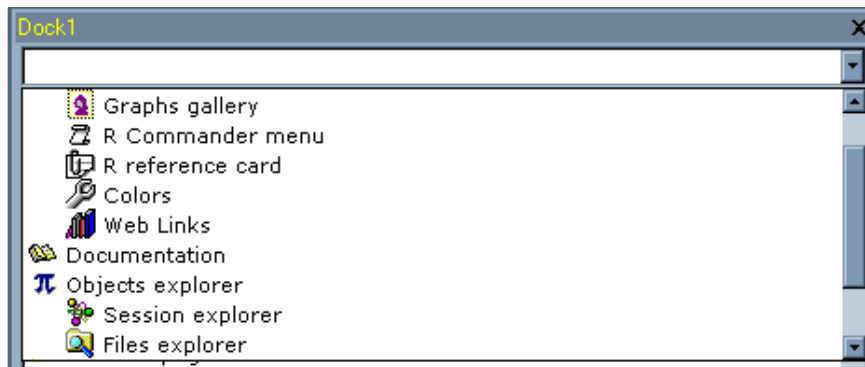 Dock1
Graphs gallery
R Commander menu
R reference card
Colors
Web Links
Documentation
Objects explorer
Session explorer
Files explorer